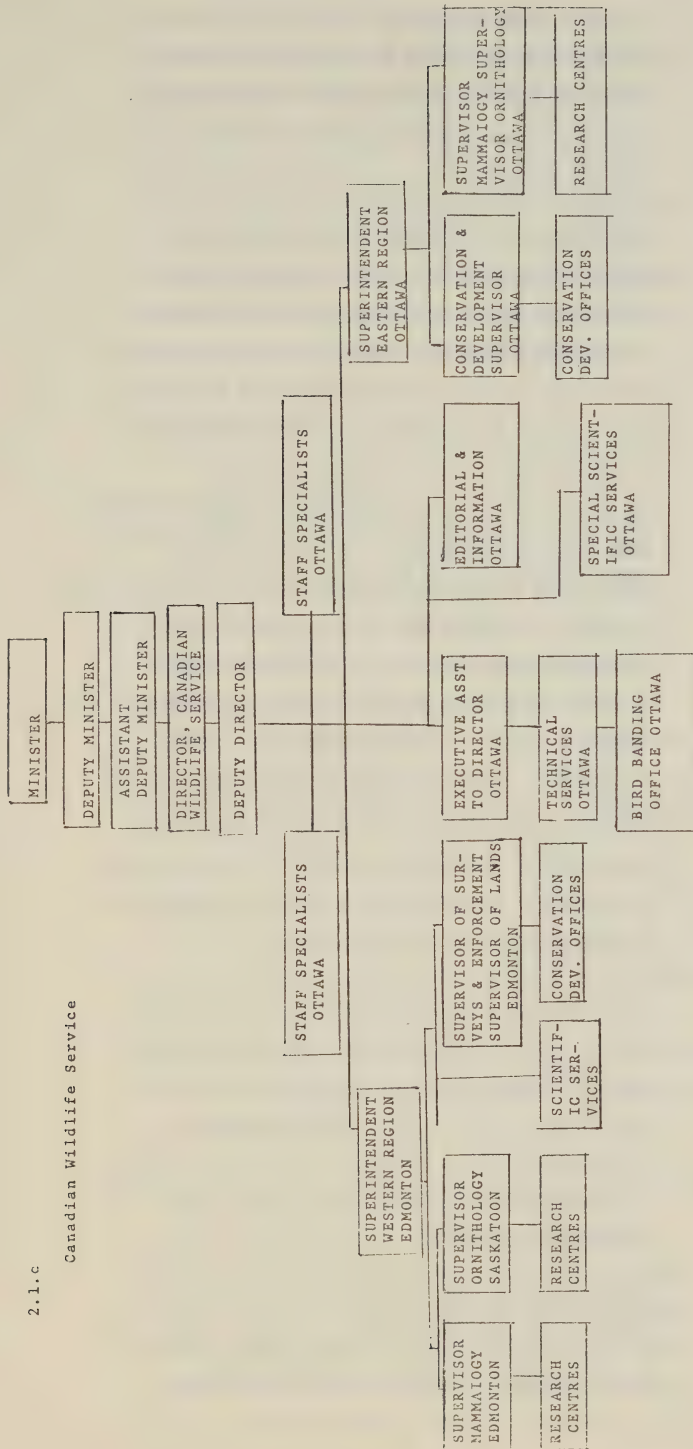 2.1.c
Canadian Wildlife Service
MINISTER
DEPUTY MINISTER
ASSISTANT
DEPUTY MINISTER
DIRECTOR, CANADIAN
WILDLIFE SERVICE
DEPUTY DIRECTOR
STAFF SPECIALISTS
OTTAWA
STAFF SPECIALISTS
OTTAWA
SUPERINTENDENT
WESTERN REGION
EDMONTON
SUPERINTENDENT
EASTERN REGION
OTTAWA
SUPERVISOR
MAMMAIOGY
EDMONTON
SUPERVISOR
ORNITHOLOGY
SASKATOON
SUPERVISOR OF SUR-
VEYS & ENFORCEMENT
SUPERVISOR OF LANDS
EDMONTON
EXECUTIVE ASST
TO DIRECTOR
OTTAWA
EDITORIAL &
INFORMATION
OTTAWA
CONSERVATION &
DEVELOPMENT
SUPERVISOR
OTTAWA
SUPERVISOR
MAMMAIOGY SUPER-
VISOR ORNITHOLOGY
OTTAWA
RESEARCH
CENTRES
RESEARCH
CENTRES
SCIENTIF-
IC SER-
VICES
CONSERVATION
DEV. OFFICES
TECHNICAL
SERVICES
OTTAWA
SPECIAL SCIENT-
IFIC SERVICES
OTTAWA
CONSERVATION
DEV. OFFICES
RESEARCH CENTRES
BIRD BANDING
OFFICE OTTAWA